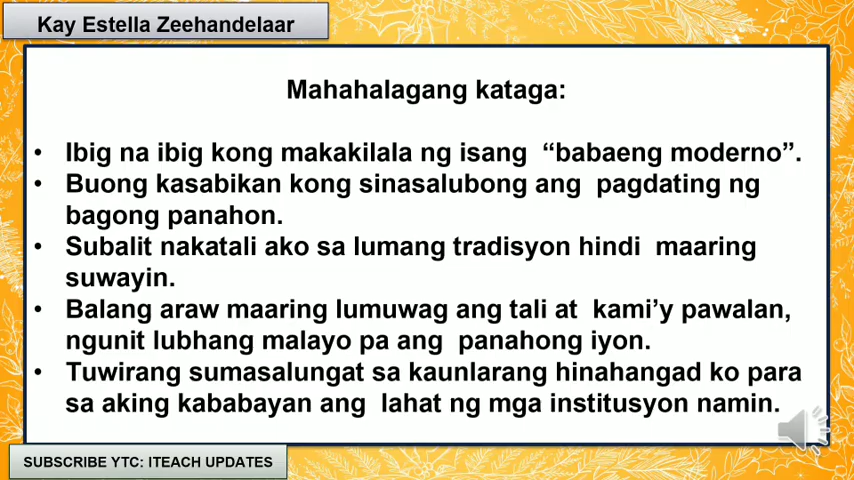 Kay Estella Zeehandelaar
Mahahalagang kataga:
• Ibig na ibig kong makakilala ng isang “babaeng moderno”.
• Buong kasabikan kong sinasalubong ang pagdating ng
bagong panahon.
• Subalit nakatali ako sa lumang tradisyon hindi maaring
suwayin.
• Balang araw maaring lumuwag ang tali at kami’y pawalan,
ngunit lubhang malayo pa ang panahong iyon.
• Tuwirang sumasalungat sa kaunlarang hinahangad ko para
sa aking kababayan ang lahat ng mga institusyon namin.
SUBSCRIBE YTC: ITEACH UPDATES